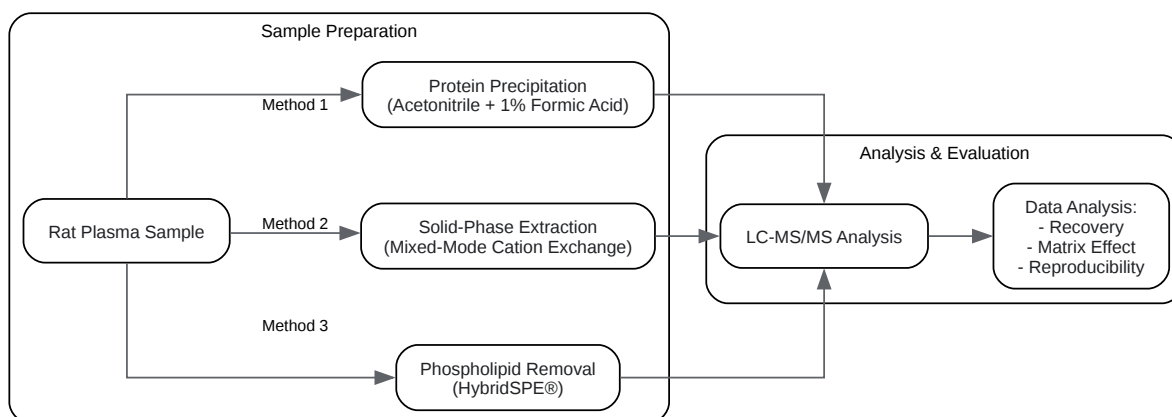 Sample Preparation
Protein Precipitation
(Acetonitrile + 1% Formic Acid)
Method 1
Analysis & Evaluation
Rat Plasma Sample
Method 2
Solid-Phase Extraction
(Mixed-Mode Cation Exchange)
LC-MS/MS Analysis
Data Analysis:
- Recovery
- Matrix Effect
- Reproducibility
Method 3
Phospholipid Removal
(HybridSPE®)